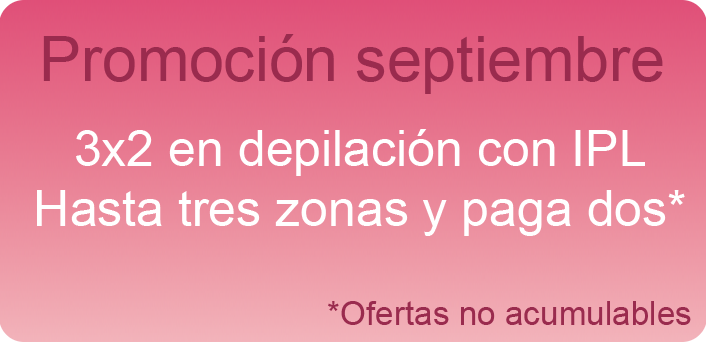 Promoción septiembre
3x2 en depilación con IPL
Hasta tres zonas y paga dos*
*Ofertas no acumulables